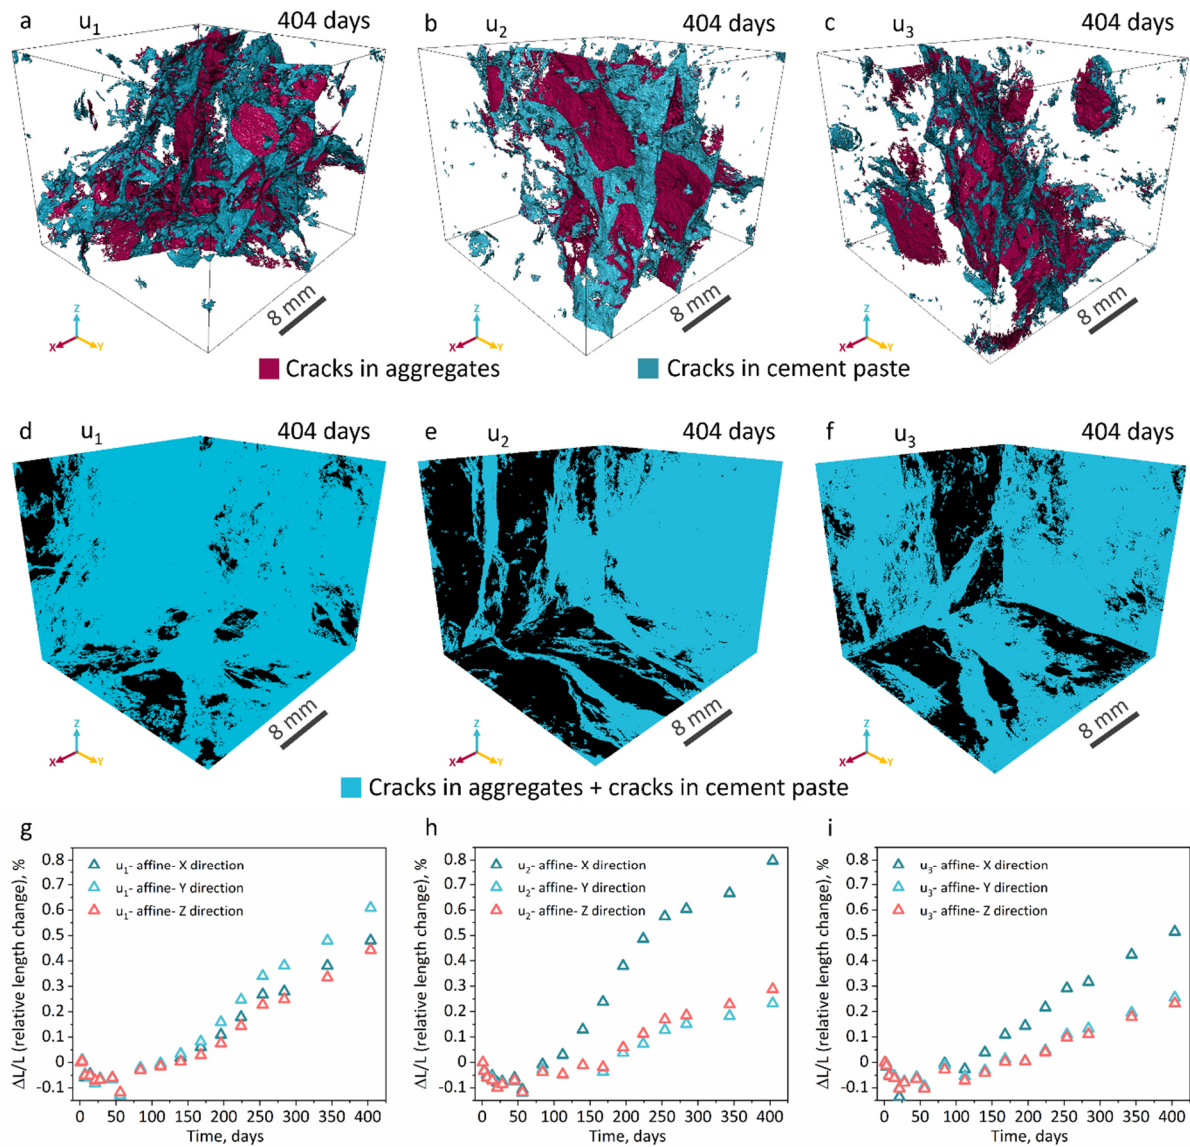 a u1 404 days
b u2 404 days
c u3 404 days
Z
X Y
8 mm
Z
X Y
8 mm
Z
X Y
8 mm
Cracks in aggregates
Cracks in cement paste
d u1 404 days
e u2 404 days
f u3 404 days
Z
X Y
8 mm
Z
X Y
8 mm
Z
X Y
8 mm
Cracks in aggregates + cracks in cement paste
g
ΔL/L (relative length change), %
0.8
0.7
0.6
0.5
0.4
0.3
0.2
0.1
0
-0.1
u1- affine- X direction
u1- affine- Y direction
u1- affine- Z direction
0 50 100 150 200 250 300 350 400
Time, days
h
ΔL/L (relative length change), %
0.8
0.7
0.6
0.5
0.4
0.3
0.2
0.1
0
-0.1
u2- affine- X direction
u2- affine- Y direction
u2- affine- Z direction
0 50 100 150 200 250 300 350 400
Time, days
i
ΔL/L (relative length change), %
0.8
0.7
0.6
0.5
0.4
0.3
0.2
0.1
0
-0.1
u3- affine- X direction
u3- affine- Y direction
u3- affine- Z direction
0 50 100 150 200 250 300 350 400
Time, days